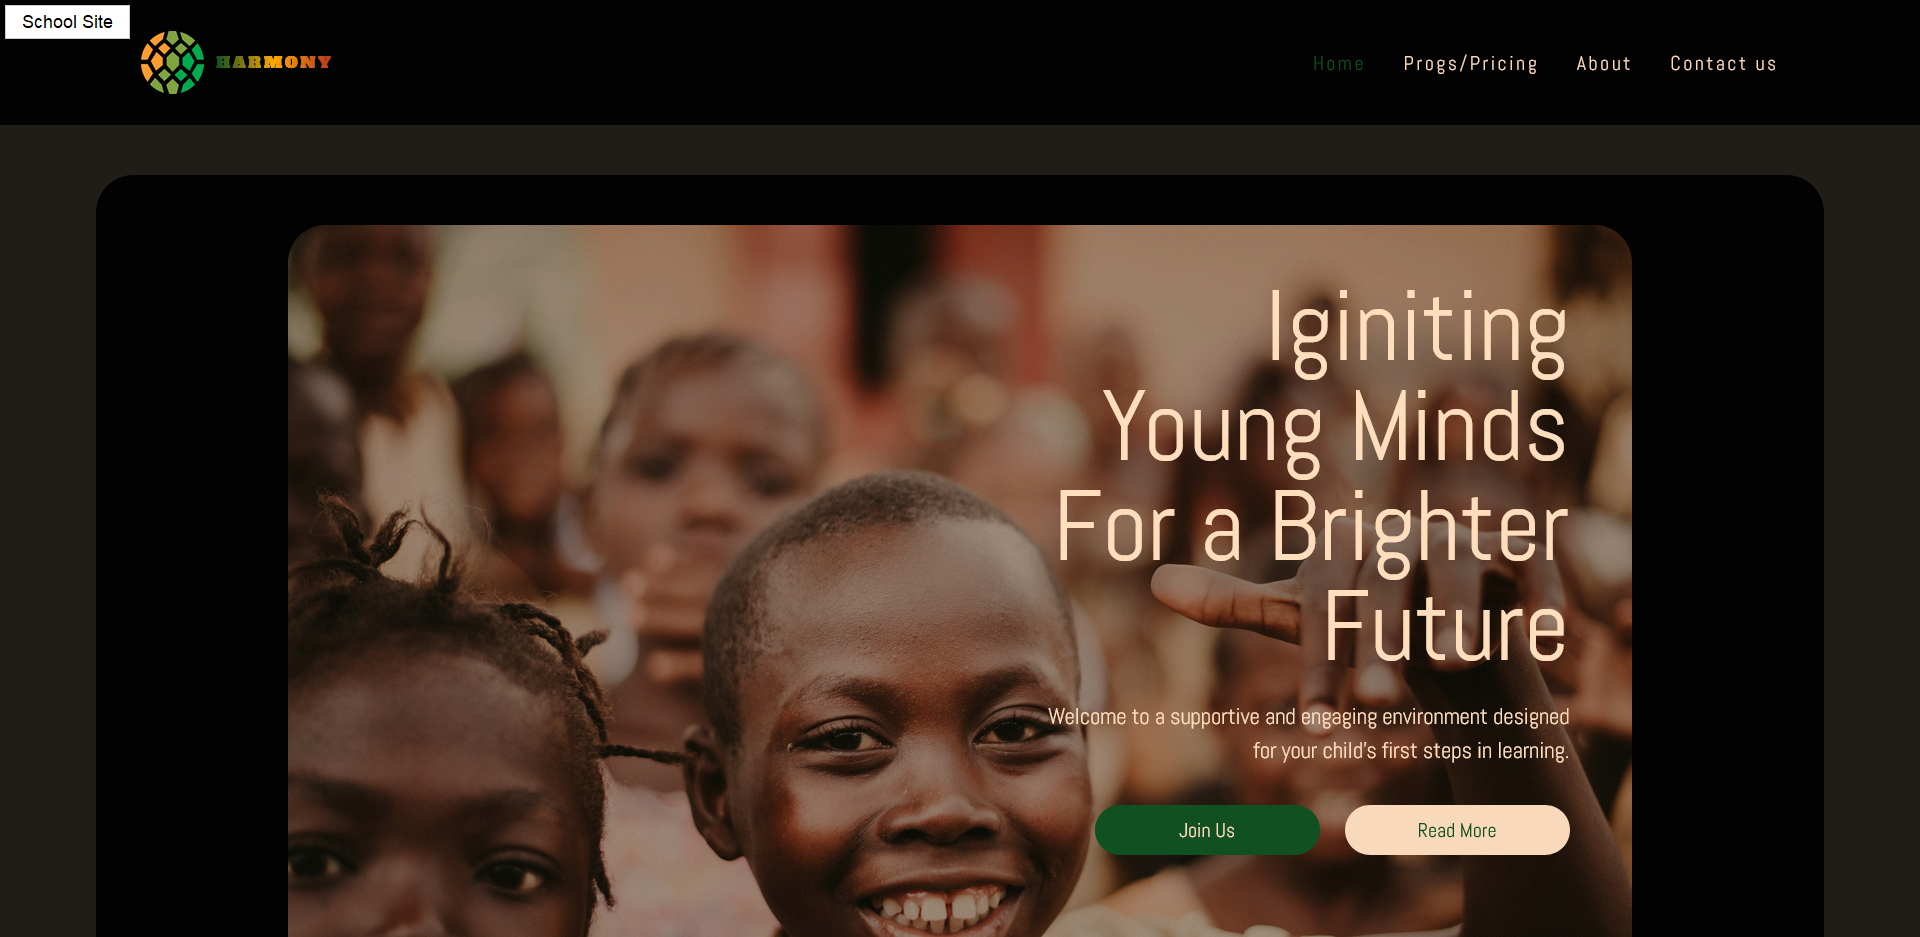 School Site
HARMONY
Home Progs/Pricing About Contact us
Iginiting
Young Minds
For a Brighter
Future
Welcome to a supportive and engaging environment designed
for your child's first steps in learning.
Join Us Read More